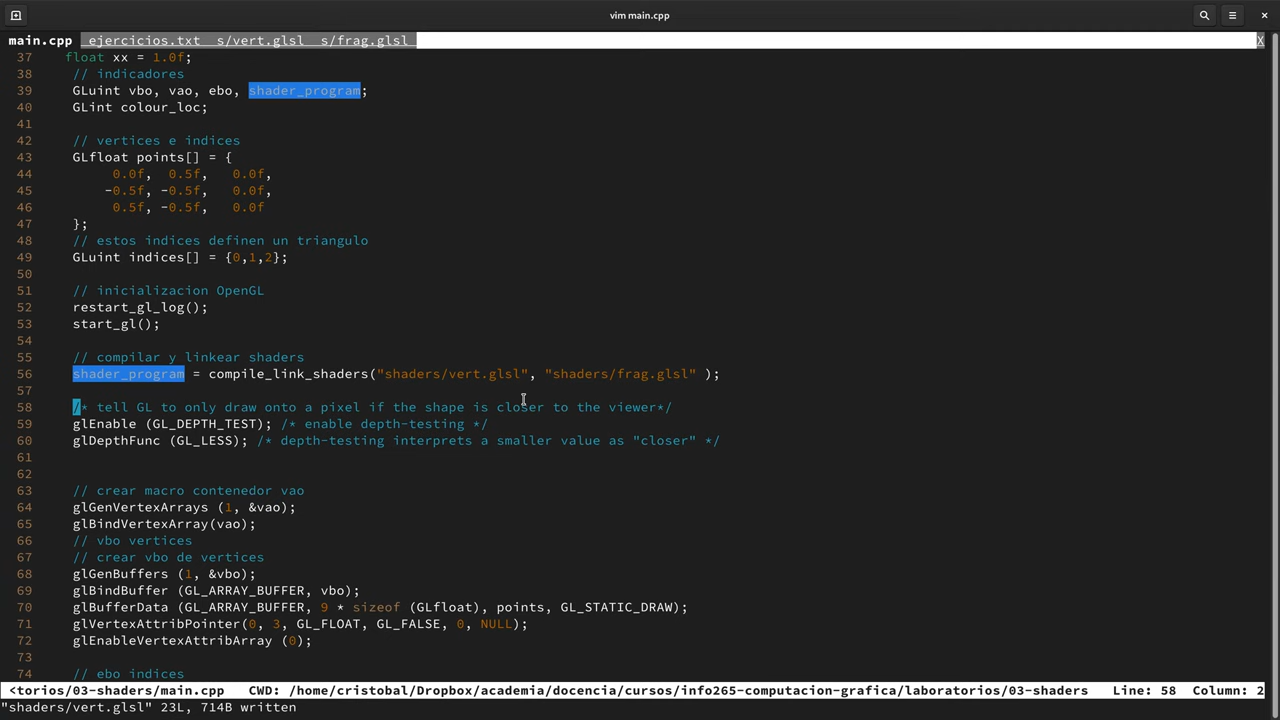 vim main.cpp
main.cpp  ejercicios.txt  s/vert.glsl  s/frag.glsl X
37 float xx = 1.0f;
38 // indicadores
39 GLuint vbo, vao, ebo, shader_program;
40 GLint colour_loc;
41
42 // vertices e indices
43 GLfloat points[] = {
44 0.0f, 0.5f, 0.0f,
45 -0.5f, -0.5f, 0.0f,
46 0.5f, -0.5f, 0.0f
47 };
48 // estos indices definen un triangulo
49 GLuint indices[] = {0,1,2};
50
51 // inicializacion OpenGL
52 restart_gl_log();
53 start_gl();
54
55 // compilar y linkear shaders
56 shader_program = compile_link_shaders("shaders/vert.glsl", "shaders/frag.glsl" );
57
58 /* tell GL to only draw onto a pixel if the shape is closer to the viewer*/
59 glEnable (GL_DEPTH_TEST); /* enable depth-testing */
60 glDepthFunc (GL_LESS); /* depth-testing interprets a smaller value as "closer" */
61
62
63 // crear macro contenedor vao
64 glGenVertexArrays (1, &vao);
65 glBindVertexArray(vao);
66 // vbo vertices
67 // crear vbo de vertices
68 glGenBuffers (1, &vbo);
69 glBindBuffer (GL_ARRAY_BUFFER, vbo);
70 glBufferData (GL_ARRAY_BUFFER, 9 * sizeof (GLfloat), points, GL_STATIC_DRAW);
71 glVertexAttribPointer(0, 3, GL_FLOAT, GL_FALSE, 0, NULL);
72 glEnableVertexAttribArray (0);
73
74 // ebo indices
<torios/03-shaders/main.cpp CWD: /home/cristobal/Dropbox/academia/docencia/cursos/info265-computacion-grafica/laboratorios/03-shaders Line: 58 Column: 2
"shaders/vert.glsl" 23L, 714B written